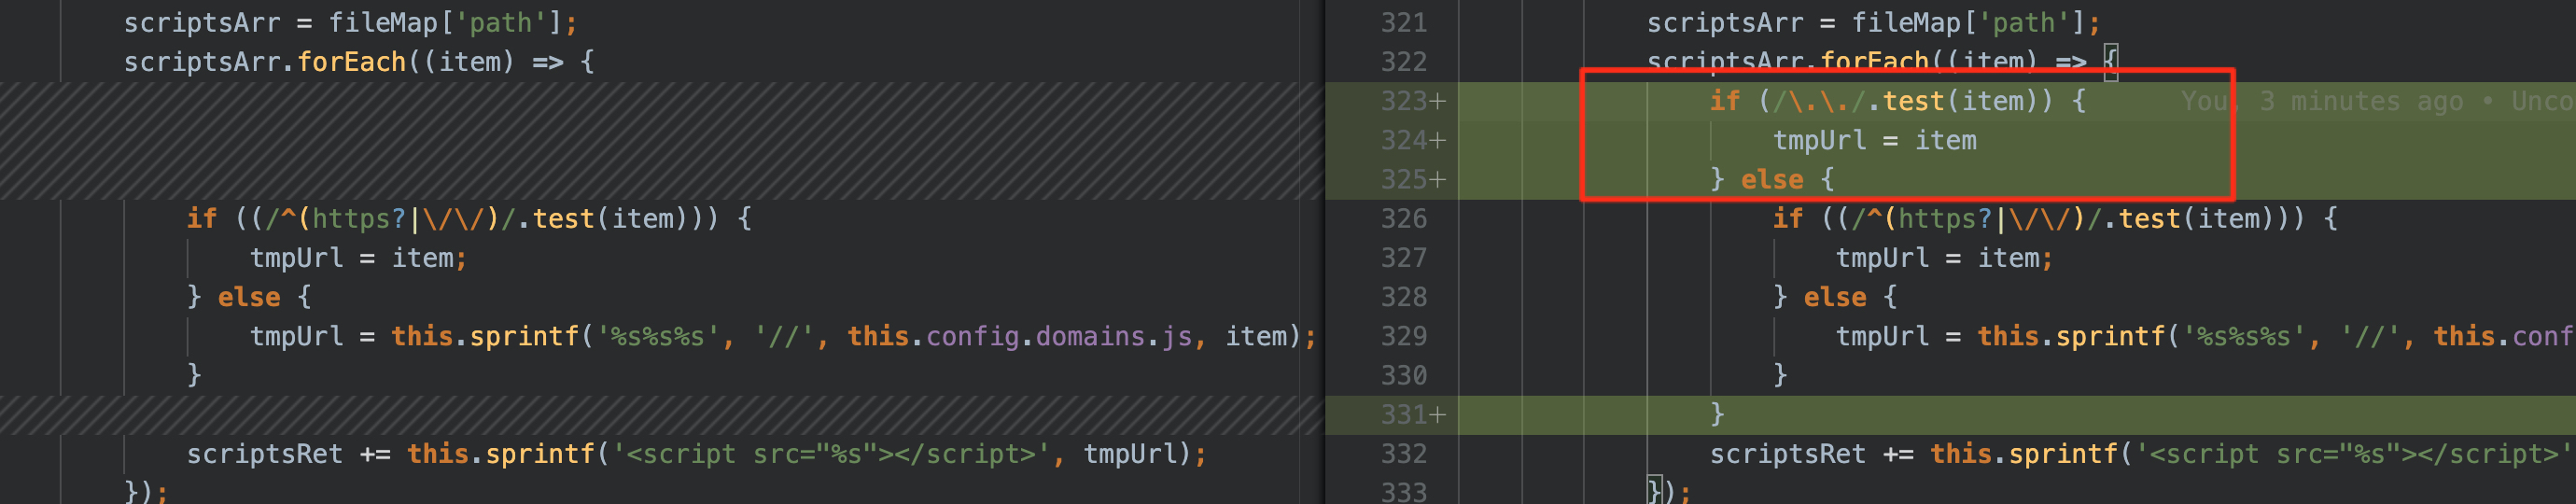 scriptsArr = fileMap['path'];
scriptsArr.forEach((item) => {
if ((/^(https?|\/\/)/.test(item))) {
tmpUrl = item;
} else {
tmpUrl = this.sprintf('%s%s%s', '//', this.config.domains.js, item);
}
scriptsRet += this.sprintf('<script src="%s"></script>', tmpUrl);
});
321 scriptsArr = fileMap['path'];
322 scriptsArr.forEach((item) => {
323+ if (/\.\./.test(item)) { You, 3 minutes ago • Unco
324+ tmpUrl = item
325+ } else {
326 if ((/^(https?|\/\/)/.test(item))) {
327 tmpUrl = item;
328 } else {
329 tmpUrl = this.sprintf('%s%s%s', '//', this.conf
330 }
331+ }
332 scriptsRet += this.sprintf('<script src="%s"></script>'
333 });